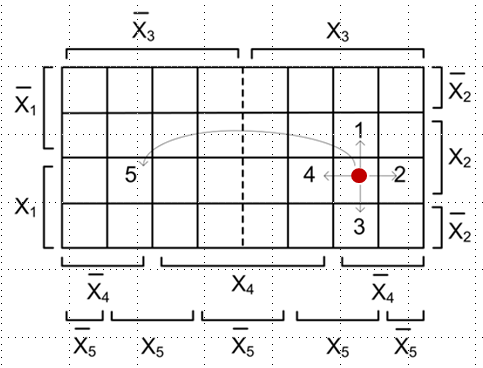 X̅₃ X₃
X̅₁ X̅₂
1 X₂
5 4 2
X₁ 3 X̅₂
X̅₄ X₄ X̅₄
X̅₅ X₅ X̅₅ X₅ X̅₅